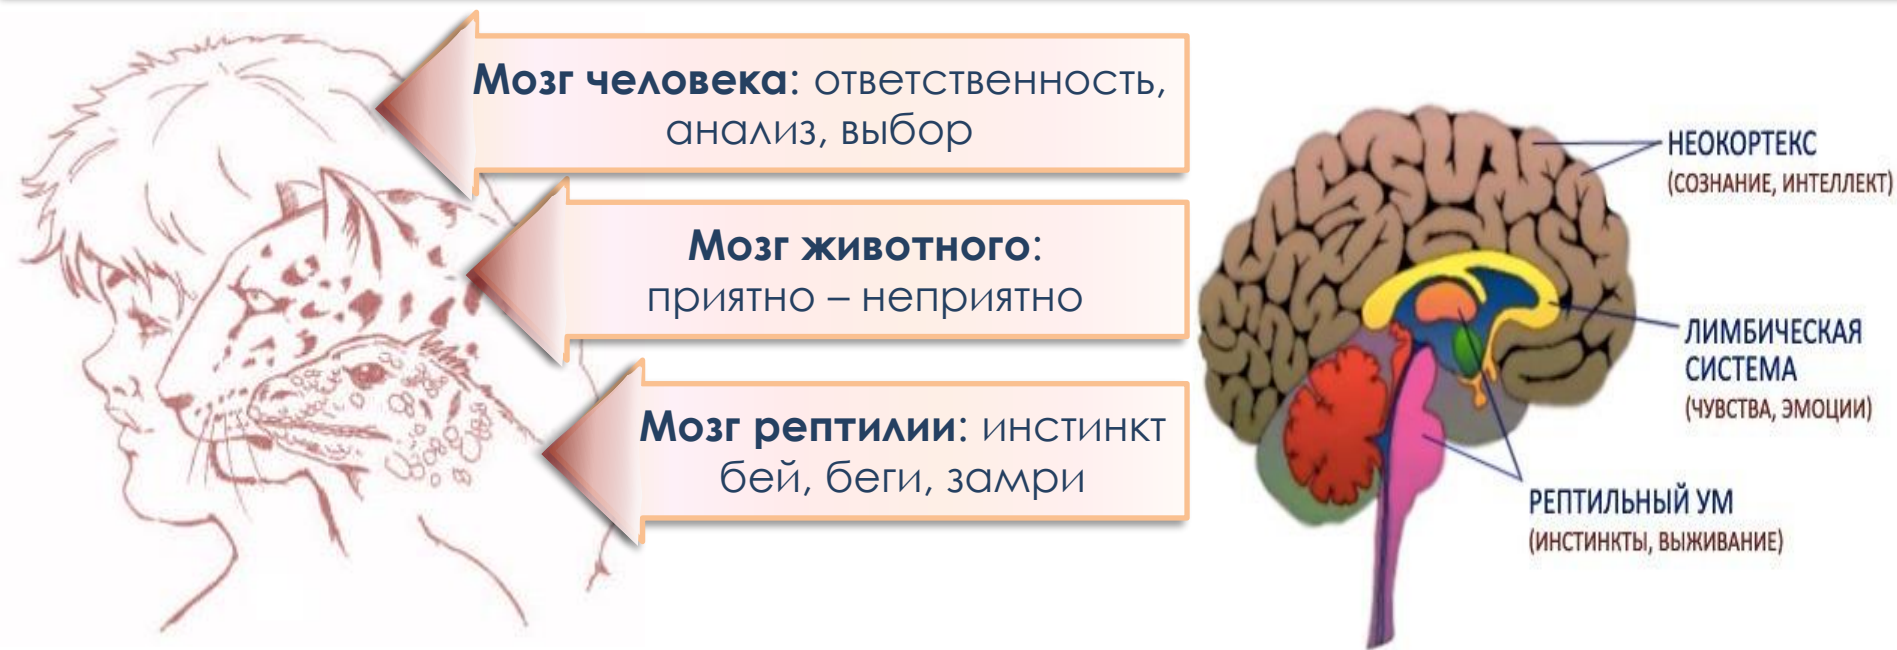 Мозг человека: ответственность,
анализ, выбор
Мозг животного:
приятно – неприятно
Мозг рептилии: инстинкт
бей, беги, замри
НЕОКОРТЕКС
(СОЗНАНИЕ, ИНТЕЛЛЕКТ)
ЛИМБИЧЕСКАЯ
СИСТЕМА
(ЧУВСТВА, ЭМОЦИИ)
РЕПТИЛЬНЫЙ УМ
(ИНСТИНКТЫ, ВЫЖИВАНИЕ)